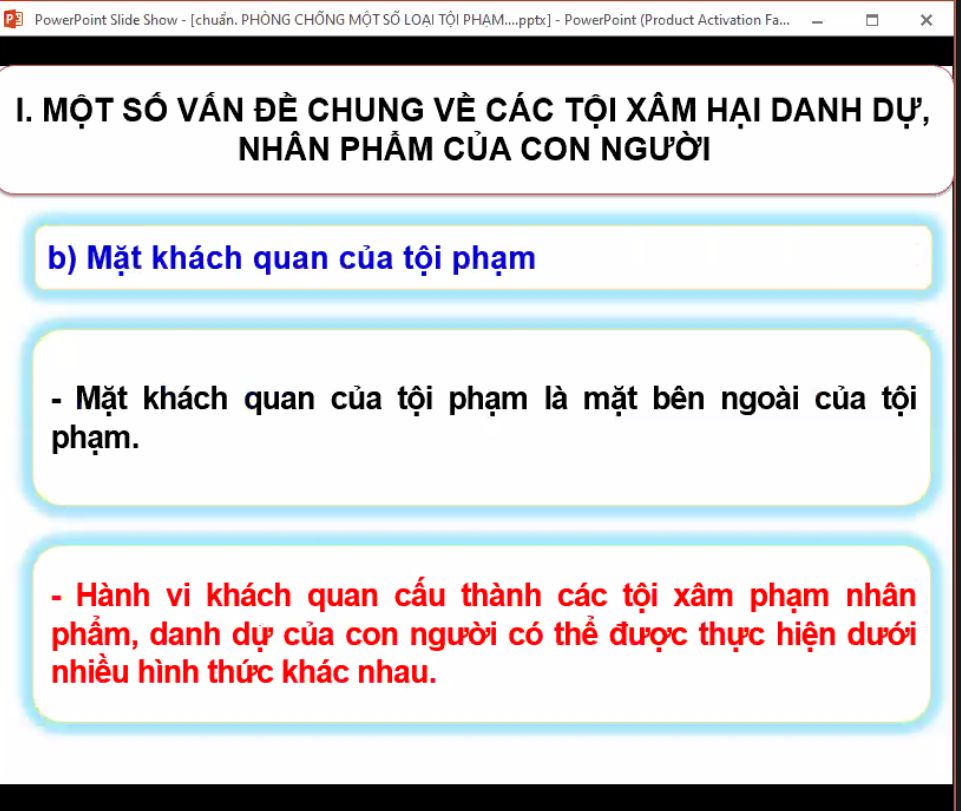 PowerPoint Slide Show - [chuẩn. PHÒNG CHỐNG MỘT SỐ LOẠI TỘI PHẠM....pptx] - PowerPoint (Product Activation Fa...
I. MỘT SỐ VẤN ĐỀ CHUNG VỀ CÁC TỘI XÂM HẠI DANH DỰ,
NHÂN PHẨM CỦA CON NGƯỜI
b) Mặt khách quan của tội phạm
- Mặt khách quan của tội phạm là mặt bên ngoài của tội
phạm.
- Hành vi khách quan cấu thành các tội xâm phạm nhân
phẩm, danh dự của con người có thể được thực hiện dưới
nhiều hình thức khác nhau.